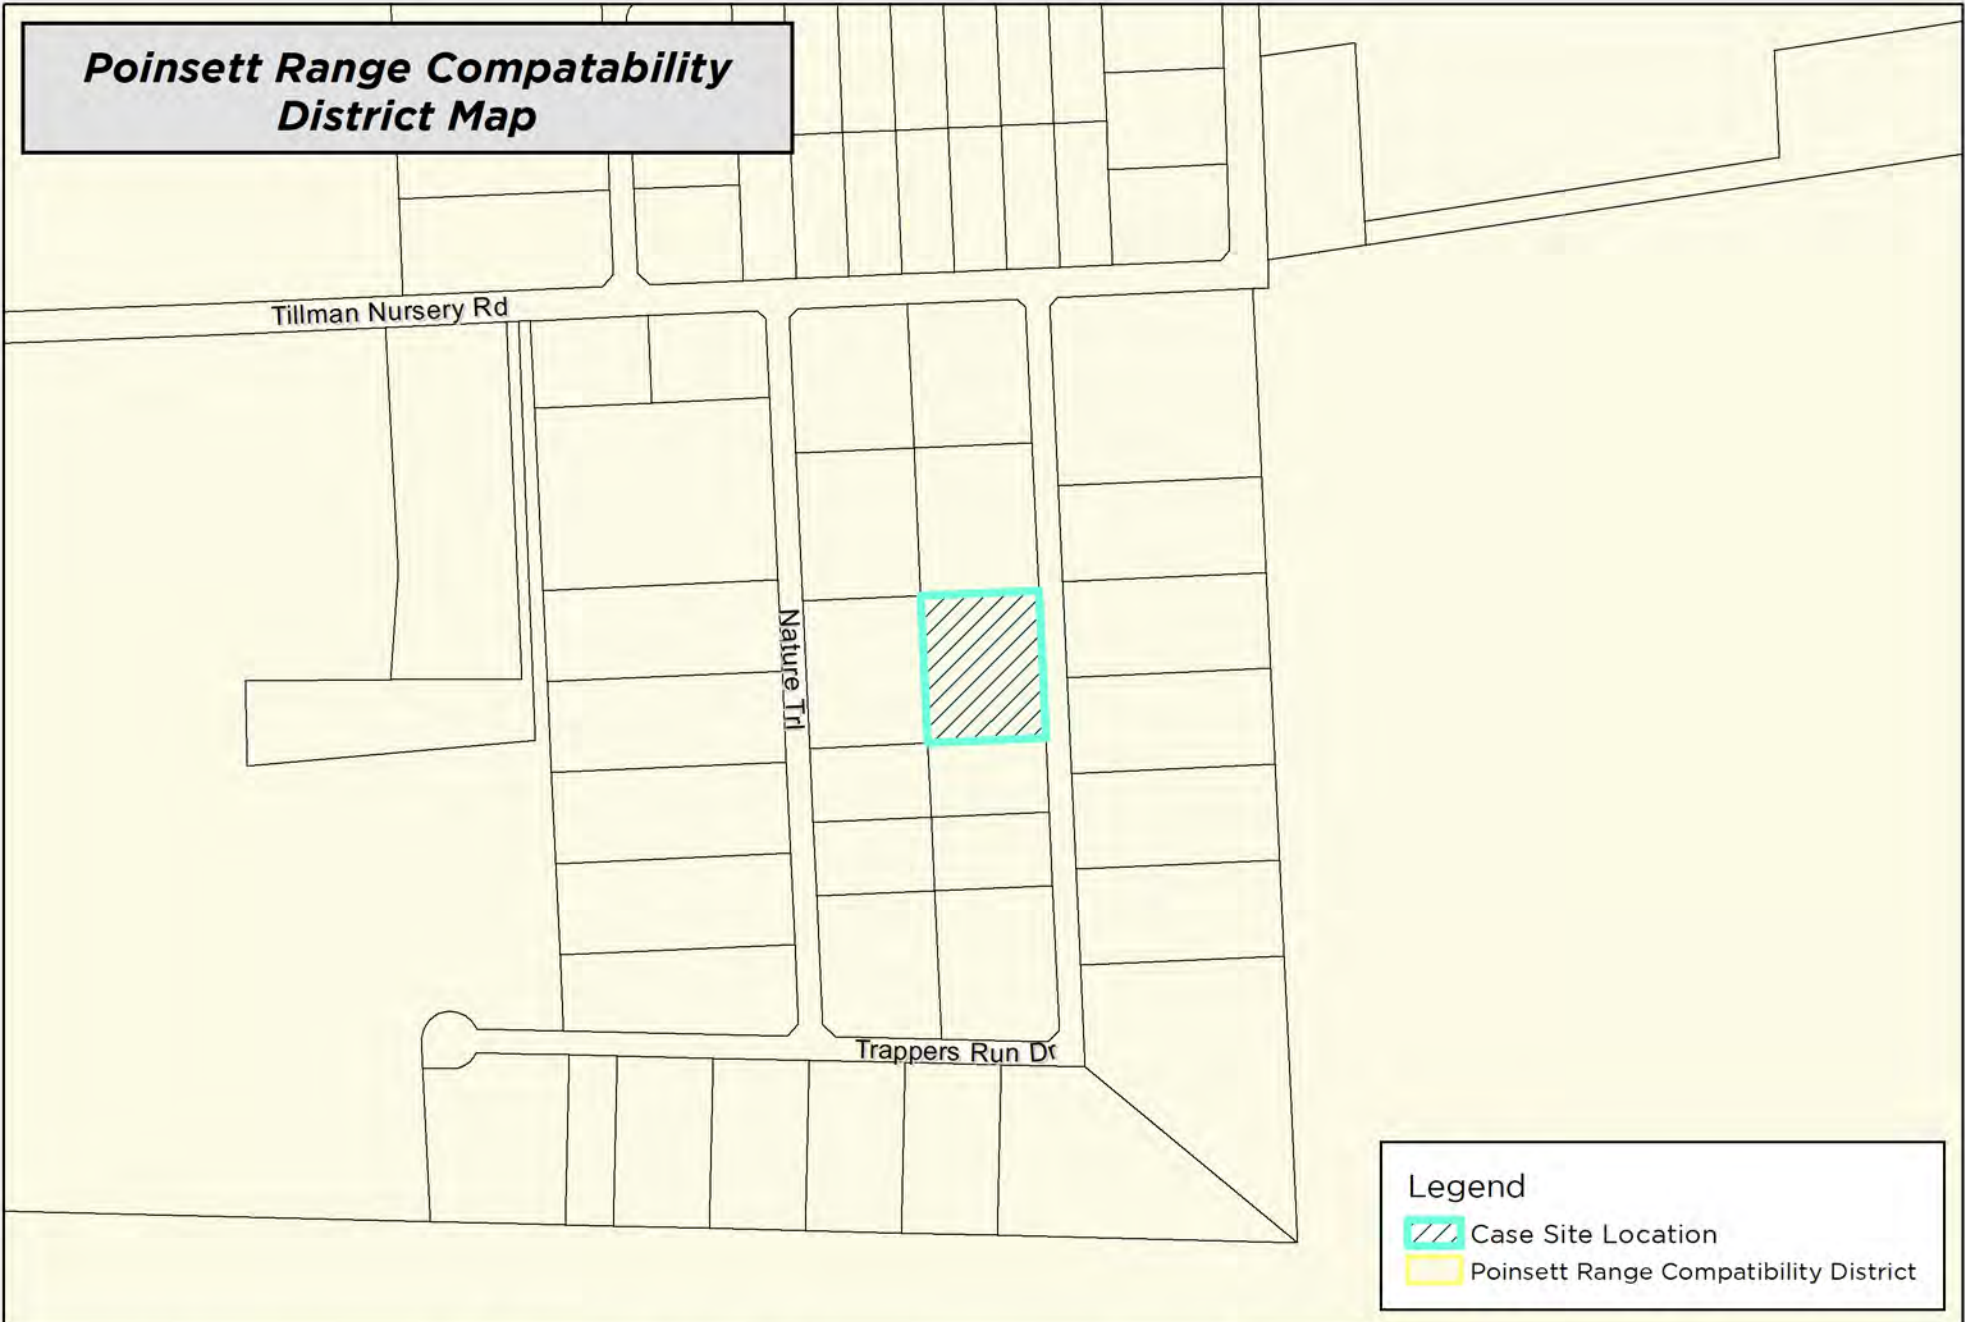 Poinsett Range Compatability
District Map
Tillman Nursery Rd
Nature Trl
Trappers Run Dr
Legend
Case Site Location
Poinsett Range Compatibility District